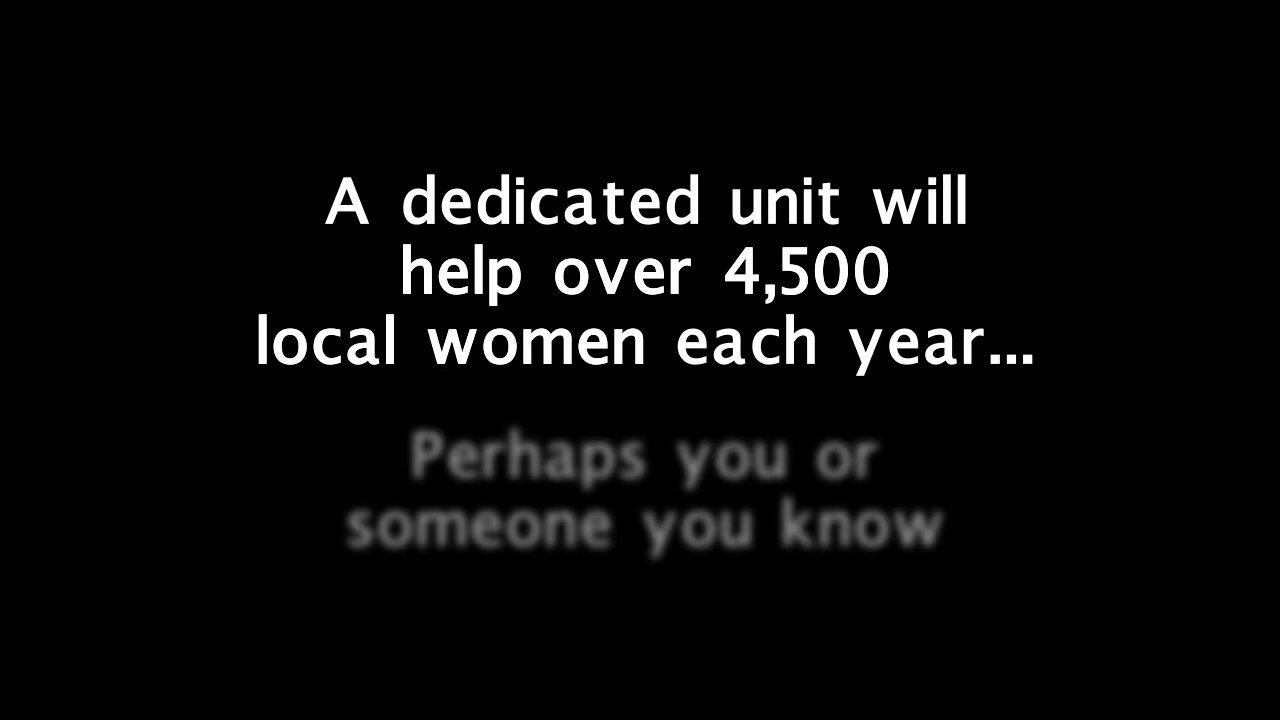 A dedicated unit will
help over 4,500
local women each year...
Perhaps you or
someone you know